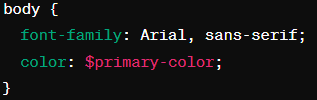 body {
  font-family: Arial, sans-serif;
  color: $primary-color;
}